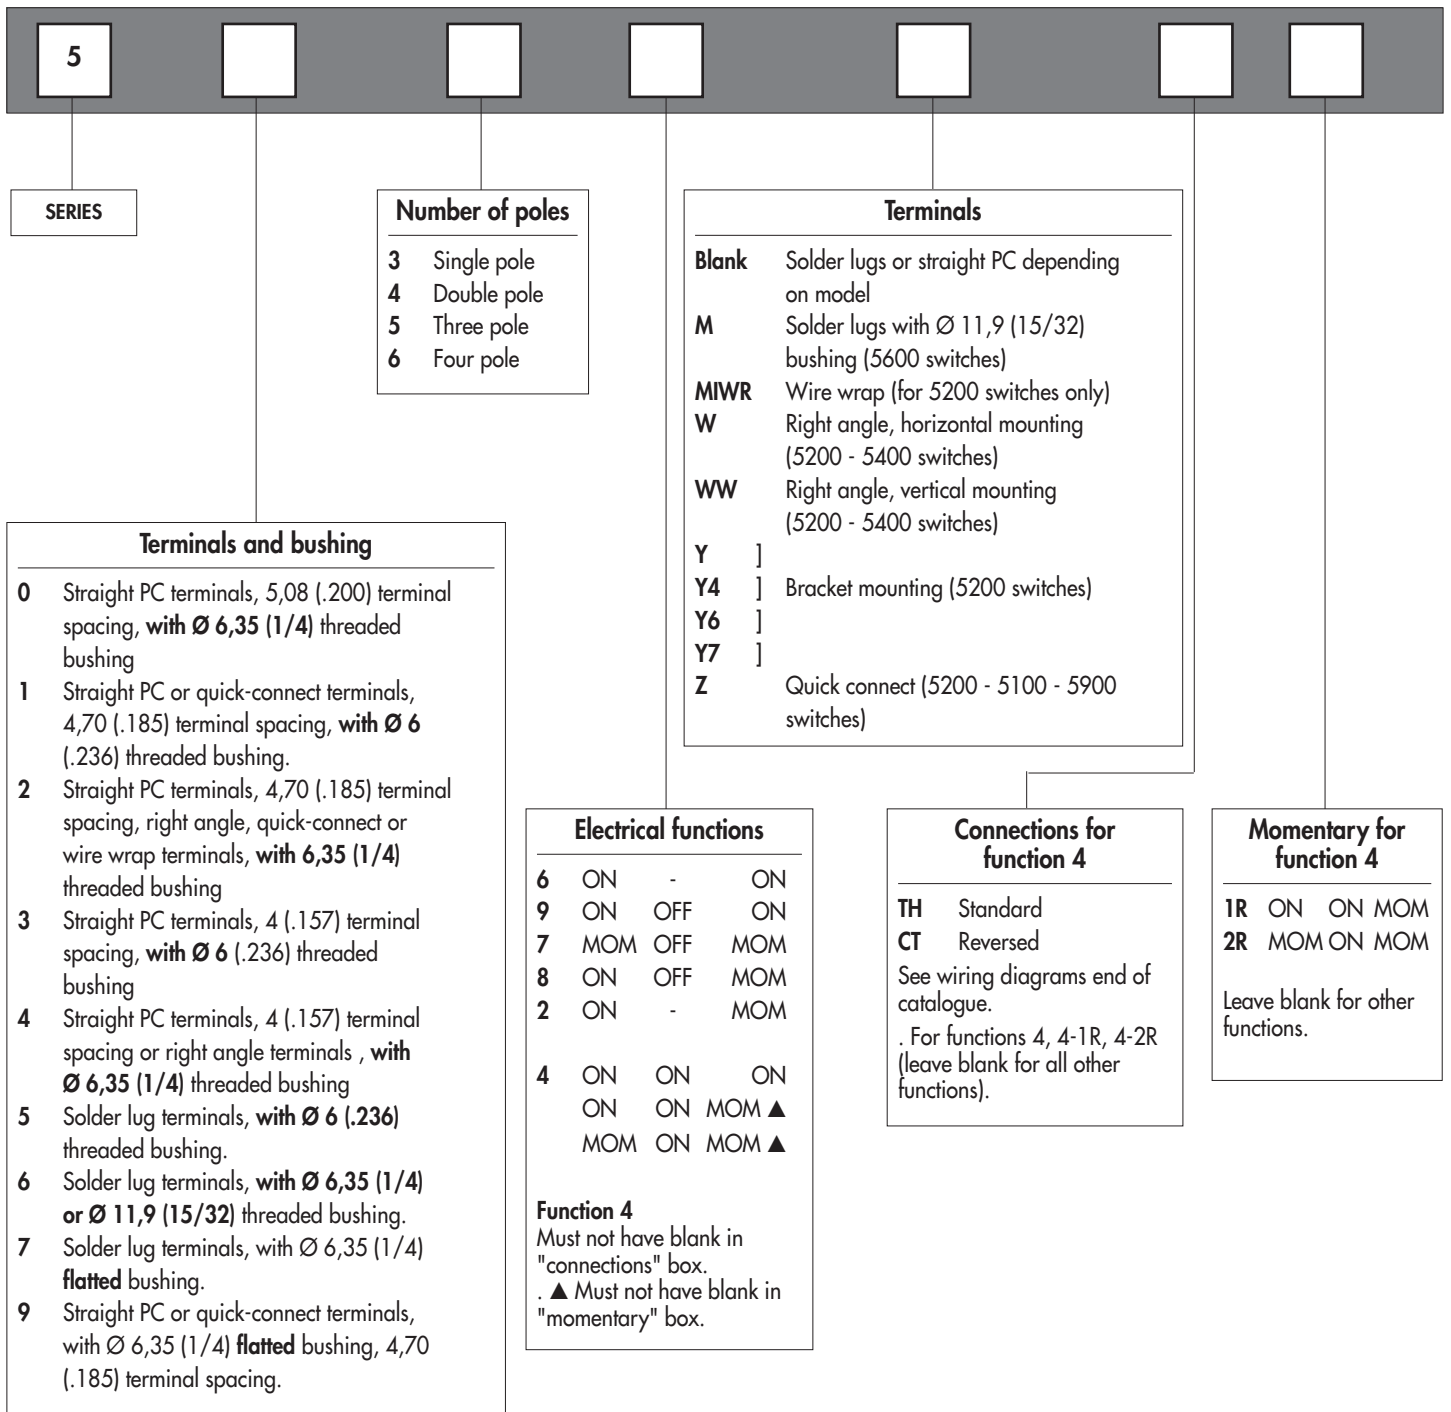 5
SERIES
Number of poles
3 Single pole
4 Double pole
5 Three pole
6 Four pole
Terminals
Blank Solder lugs or straight PC depending
on model
M Solder lugs with Ø 11,9 (15/32)
bushing (5600 switches)
MIWR Wire wrap (for 5200 switches only)
W Right angle, horizontal mounting
(5200 - 5400 switches)
WW Right angle, vertical mounting
(5200 - 5400 switches)
Y ]
Y4 ] Bracket mounting (5200 switches)
Y6 ]
Y7 ]
Z Quick connect (5200 - 5100 - 5900
switches)
Terminals and bushing
0 Straight PC terminals, 5,08 (.200) terminal
spacing, with Ø 6,35 (1/4) threaded
bushing
1 Straight PC or quick-connect terminals,
4,70 (.185) terminal spacing, with Ø 6
(.236) threaded bushing.
2 Straight PC terminals, 4,70 (.185) terminal
spacing, right angle, quick-connect or
wire wrap terminals, with 6,35 (1/4)
threaded bushing
3 Straight PC terminals, 4 (.157) terminal
spacing, with Ø 6 (.236) threaded
bushing
4 Straight PC terminals, 4 (.157) terminal
spacing or right angle terminals , with
Ø 6,35 (1/4) threaded bushing
5 Solder lug terminals, with Ø 6 (.236)
threaded bushing.
6 Solder lug terminals, with Ø 6,35 (1/4)
or Ø 11,9 (15/32) threaded bushing.
7 Solder lug terminals, with Ø 6,35 (1/4)
flatted bushing.
9 Straight PC or quick-connect terminals,
with Ø 6,35 (1/4) flatted bushing, 4,70
(.185) terminal spacing.
Electrical functions
6 ON - ON
9 ON OFF ON
7 MOM OFF MOM
8 ON OFF MOM
2 ON - MOM
4 ON ON ON
ON ON MOM ▲
MOM ON MOM ▲
Function 4
Must not have blank in
"connections" box.
. ▲ Must not have blank in
"momentary" box.
Connections for
function 4
TH Standard
CT Reversed
See wiring diagrams end of
catalogue.
. For functions 4, 4-1R, 4-2R
(leave blank for all other
functions).
Momentary for
function 4
1R ON ON MOM
2R MOM ON MOM
Leave blank for other
functions.